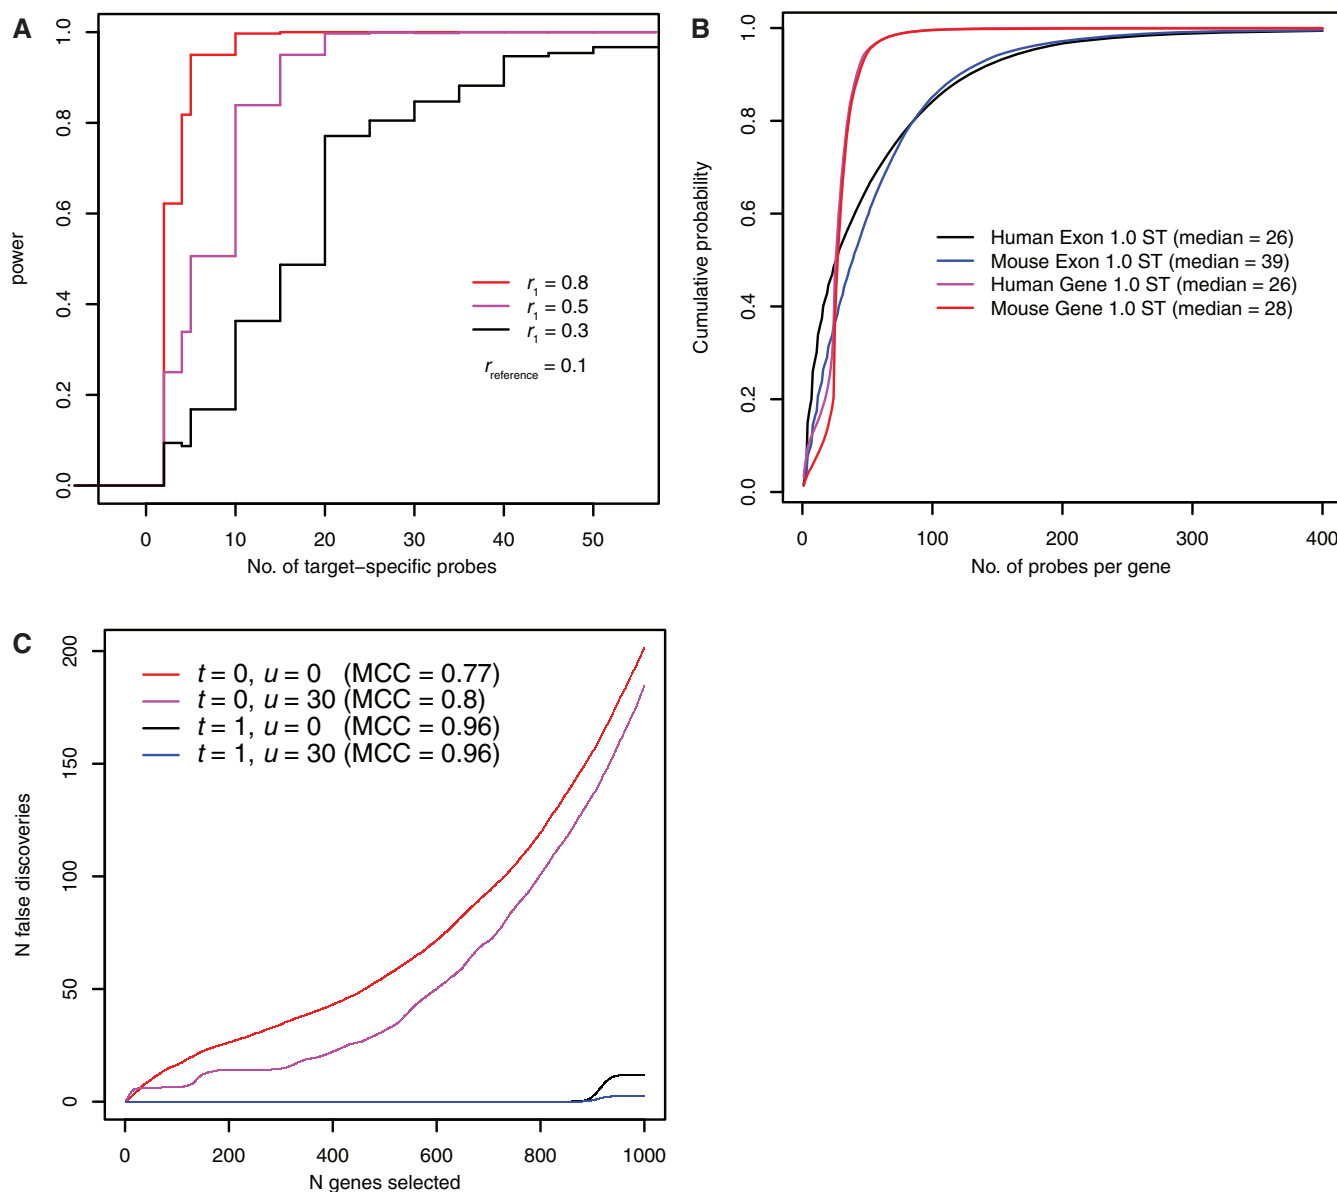 A
1.0
0.8
0.6
0.4
0.2
0.0
power
r1 = 0.8
r1 = 0.5
r1 = 0.3
rreference = 0.1
0 10 20 30 40 50
No. of target–specific probes
B
1.0
0.8
0.6
0.4
0.2
0.0
Cumulative probability
Human Exon 1.0 ST (median = 26)
Mouse Exon 1.0 ST (median = 39)
Human Gene 1.0 ST (median = 26)
Mouse Gene 1.0 ST (median = 28)
0 100 200 300 400
No. of probes per gene
C
200
150
100
50
0
N false discoveries
t = 0, u = 0 (MCC = 0.77)
t = 0, u = 30 (MCC = 0.8)
t = 1, u = 0 (MCC = 0.96)
t = 1, u = 30 (MCC = 0.96)
0 200 400 600 800 1000
N genes selected